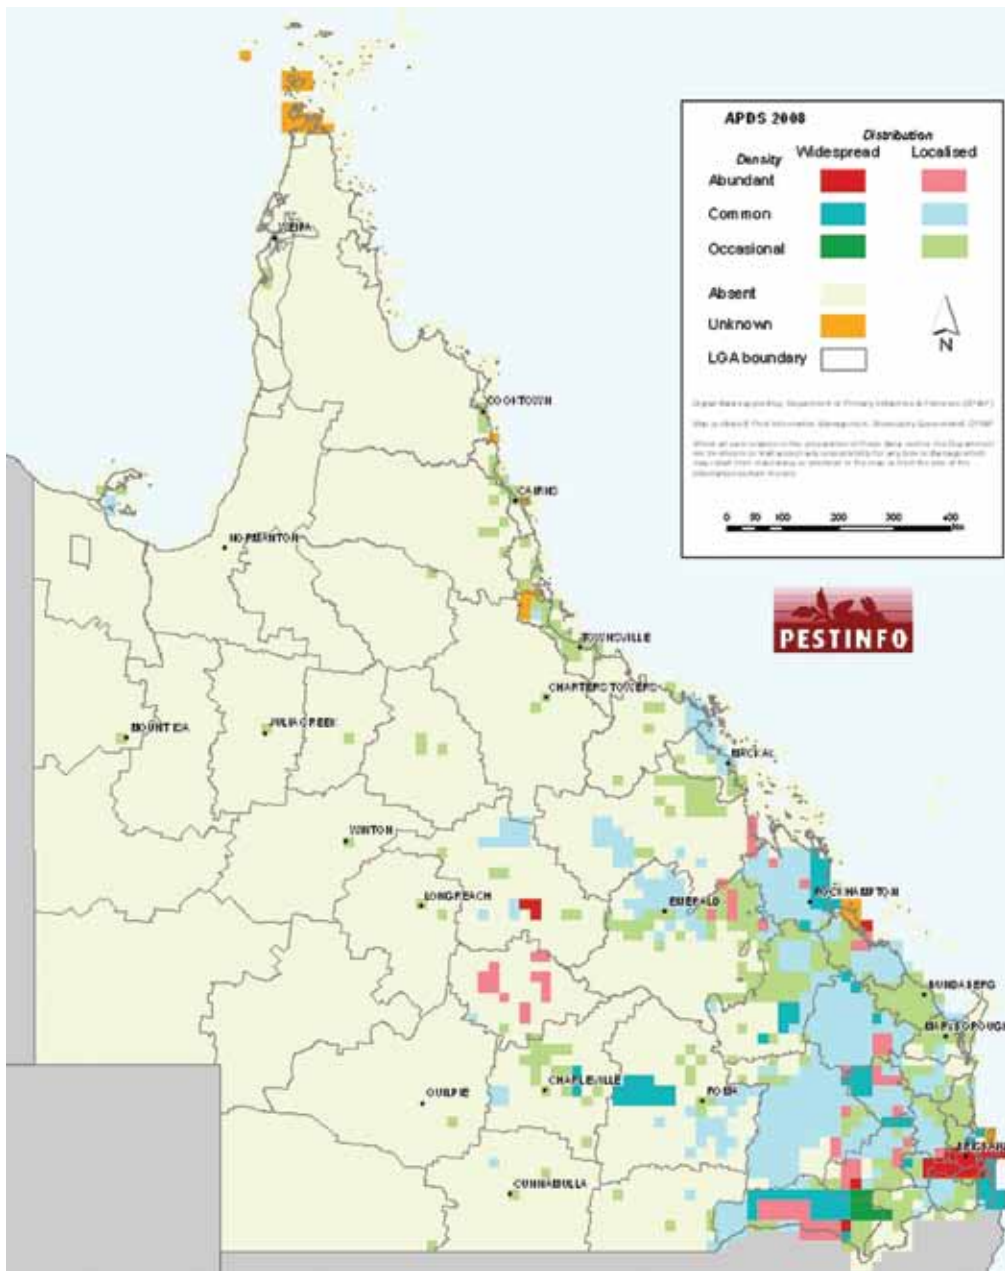 APDS 2008
Distribution
Density Widespread Localised
Abundant
Common
Occasional
Absent
Unknown
LGA boundary
N
0 50 100 200 300 400
PESTINFO
WEIPA
COOKTOWN
CAIRNS
NORMANTON
TOWNSVILLE
CHARTERS TOWERS
MOUNT ISA
JULIA CREEK
MACKAY
WINTON
LONGREACH
EMERALD
ROCKHAMPTON
BUNDABERG
MARYBOROUGH
CHARLEVILLE
QUILPIE
ROMA
BRISBANE
CUNNAMULLA